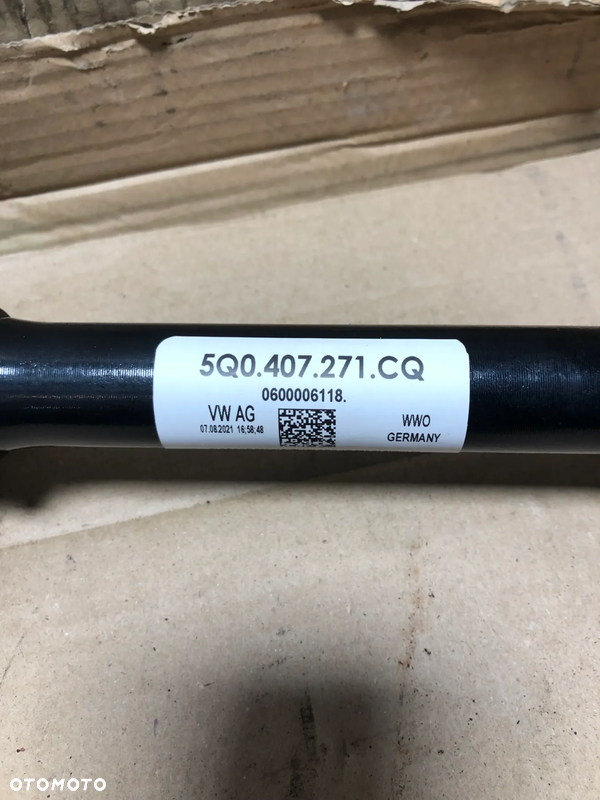 5Q0.407.271.CQ
0600006118.
VW AG
07.08.2021 16;58;48
WWO
GERMANY
OTOMOTO